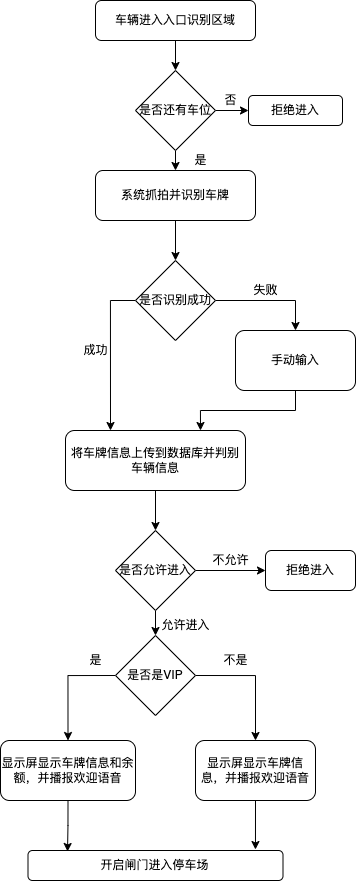 车辆进入入口识别区域
是否还有车位
否
拒绝进入
是
系统抓拍并识别车牌
是否识别成功
失败
成功
手动输入
将车牌信息上传到数据库并判别
车辆信息
是否允许进入
不允许
拒绝进入
允许进入
是否是VIP
是
不是
显示屏显示车牌信息和余
额，并播报欢迎语音
显示屏显示车牌信
息，并播报欢迎语音
开启闸门进入停车场